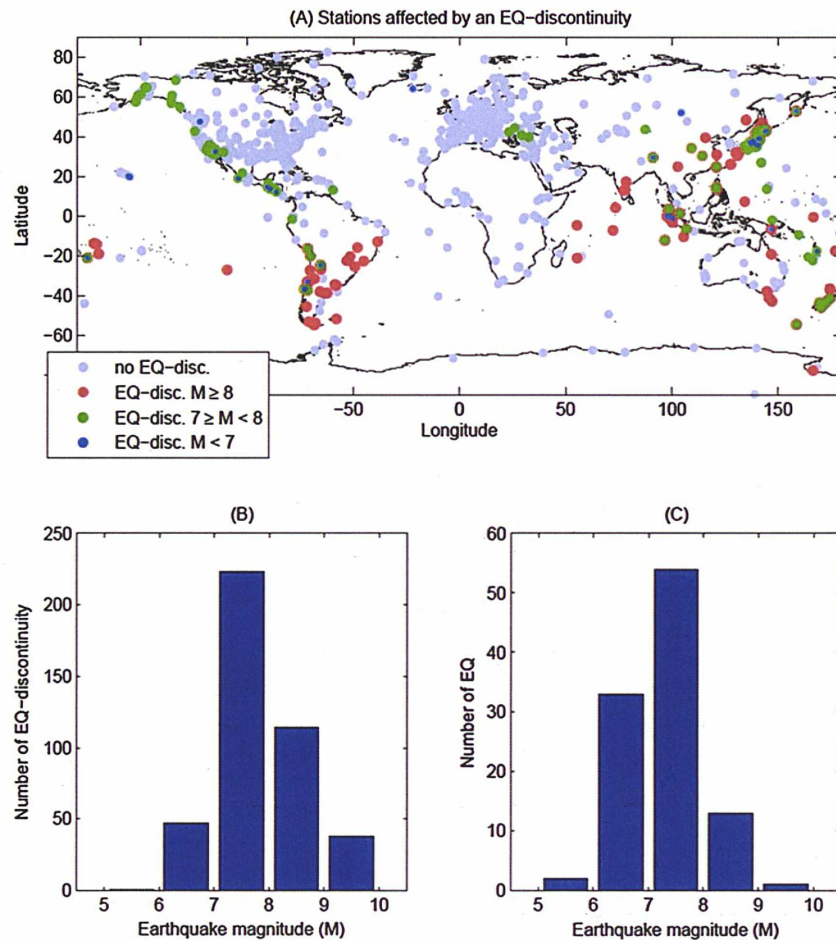 (A) Stations affected by an EQ−discontinuity
80
60
40
20
0
−20
−40
−60
Latitude
−50
0
50
100
150
Longitude
no EQ−disc.
EQ−disc. M ≥ 8
EQ−disc. 7 ≥ M < 8
EQ−disc. M < 7
(B)
250
200
150
100
50
0
Number of EQ−discontinuity
5 6 7 8 9 10
Earthquake magnitude (M)
(C)
60
50
40
30
20
10
0
Number of EQ
5 6 7 8 9 10
Earthquake magnitude (M)